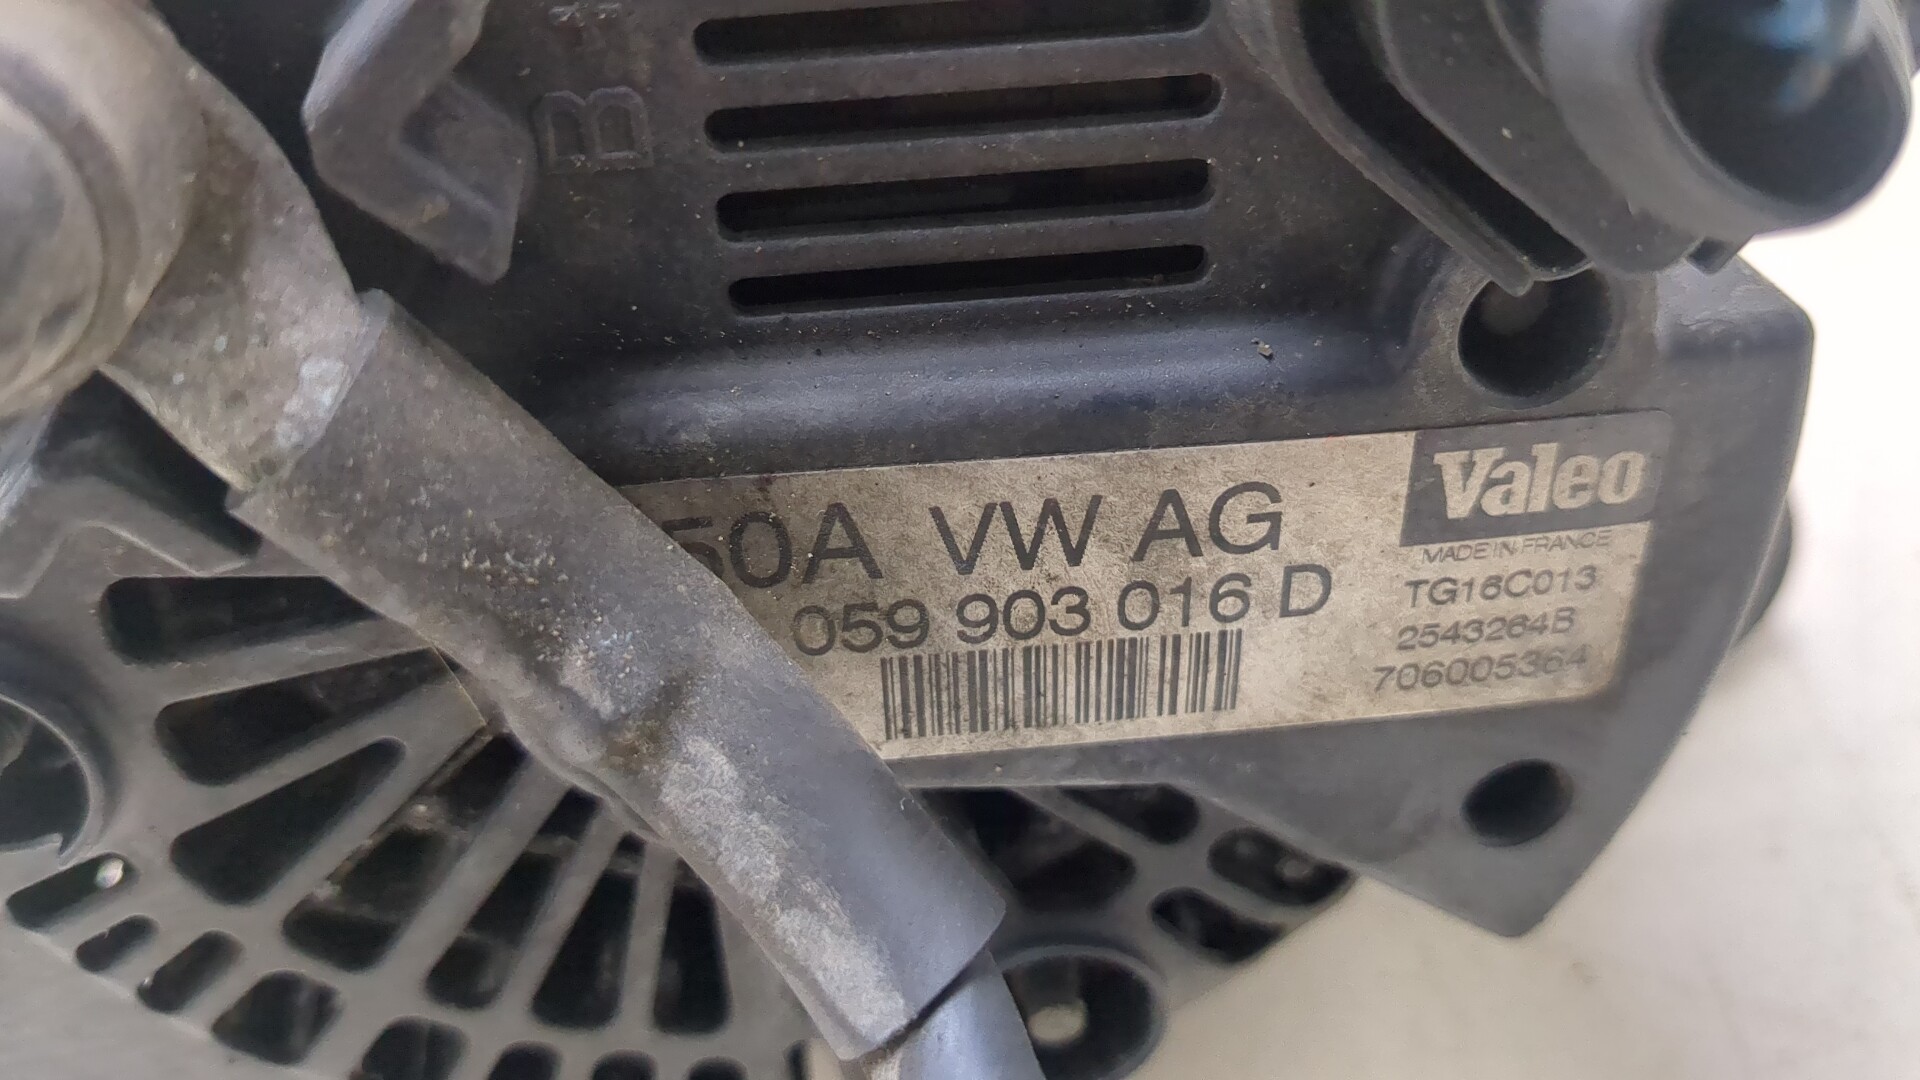 B+
50A VW AG
059 903 016 D
Valeo
MADE IN FRANCE
TG16C013
2543264B
706005364